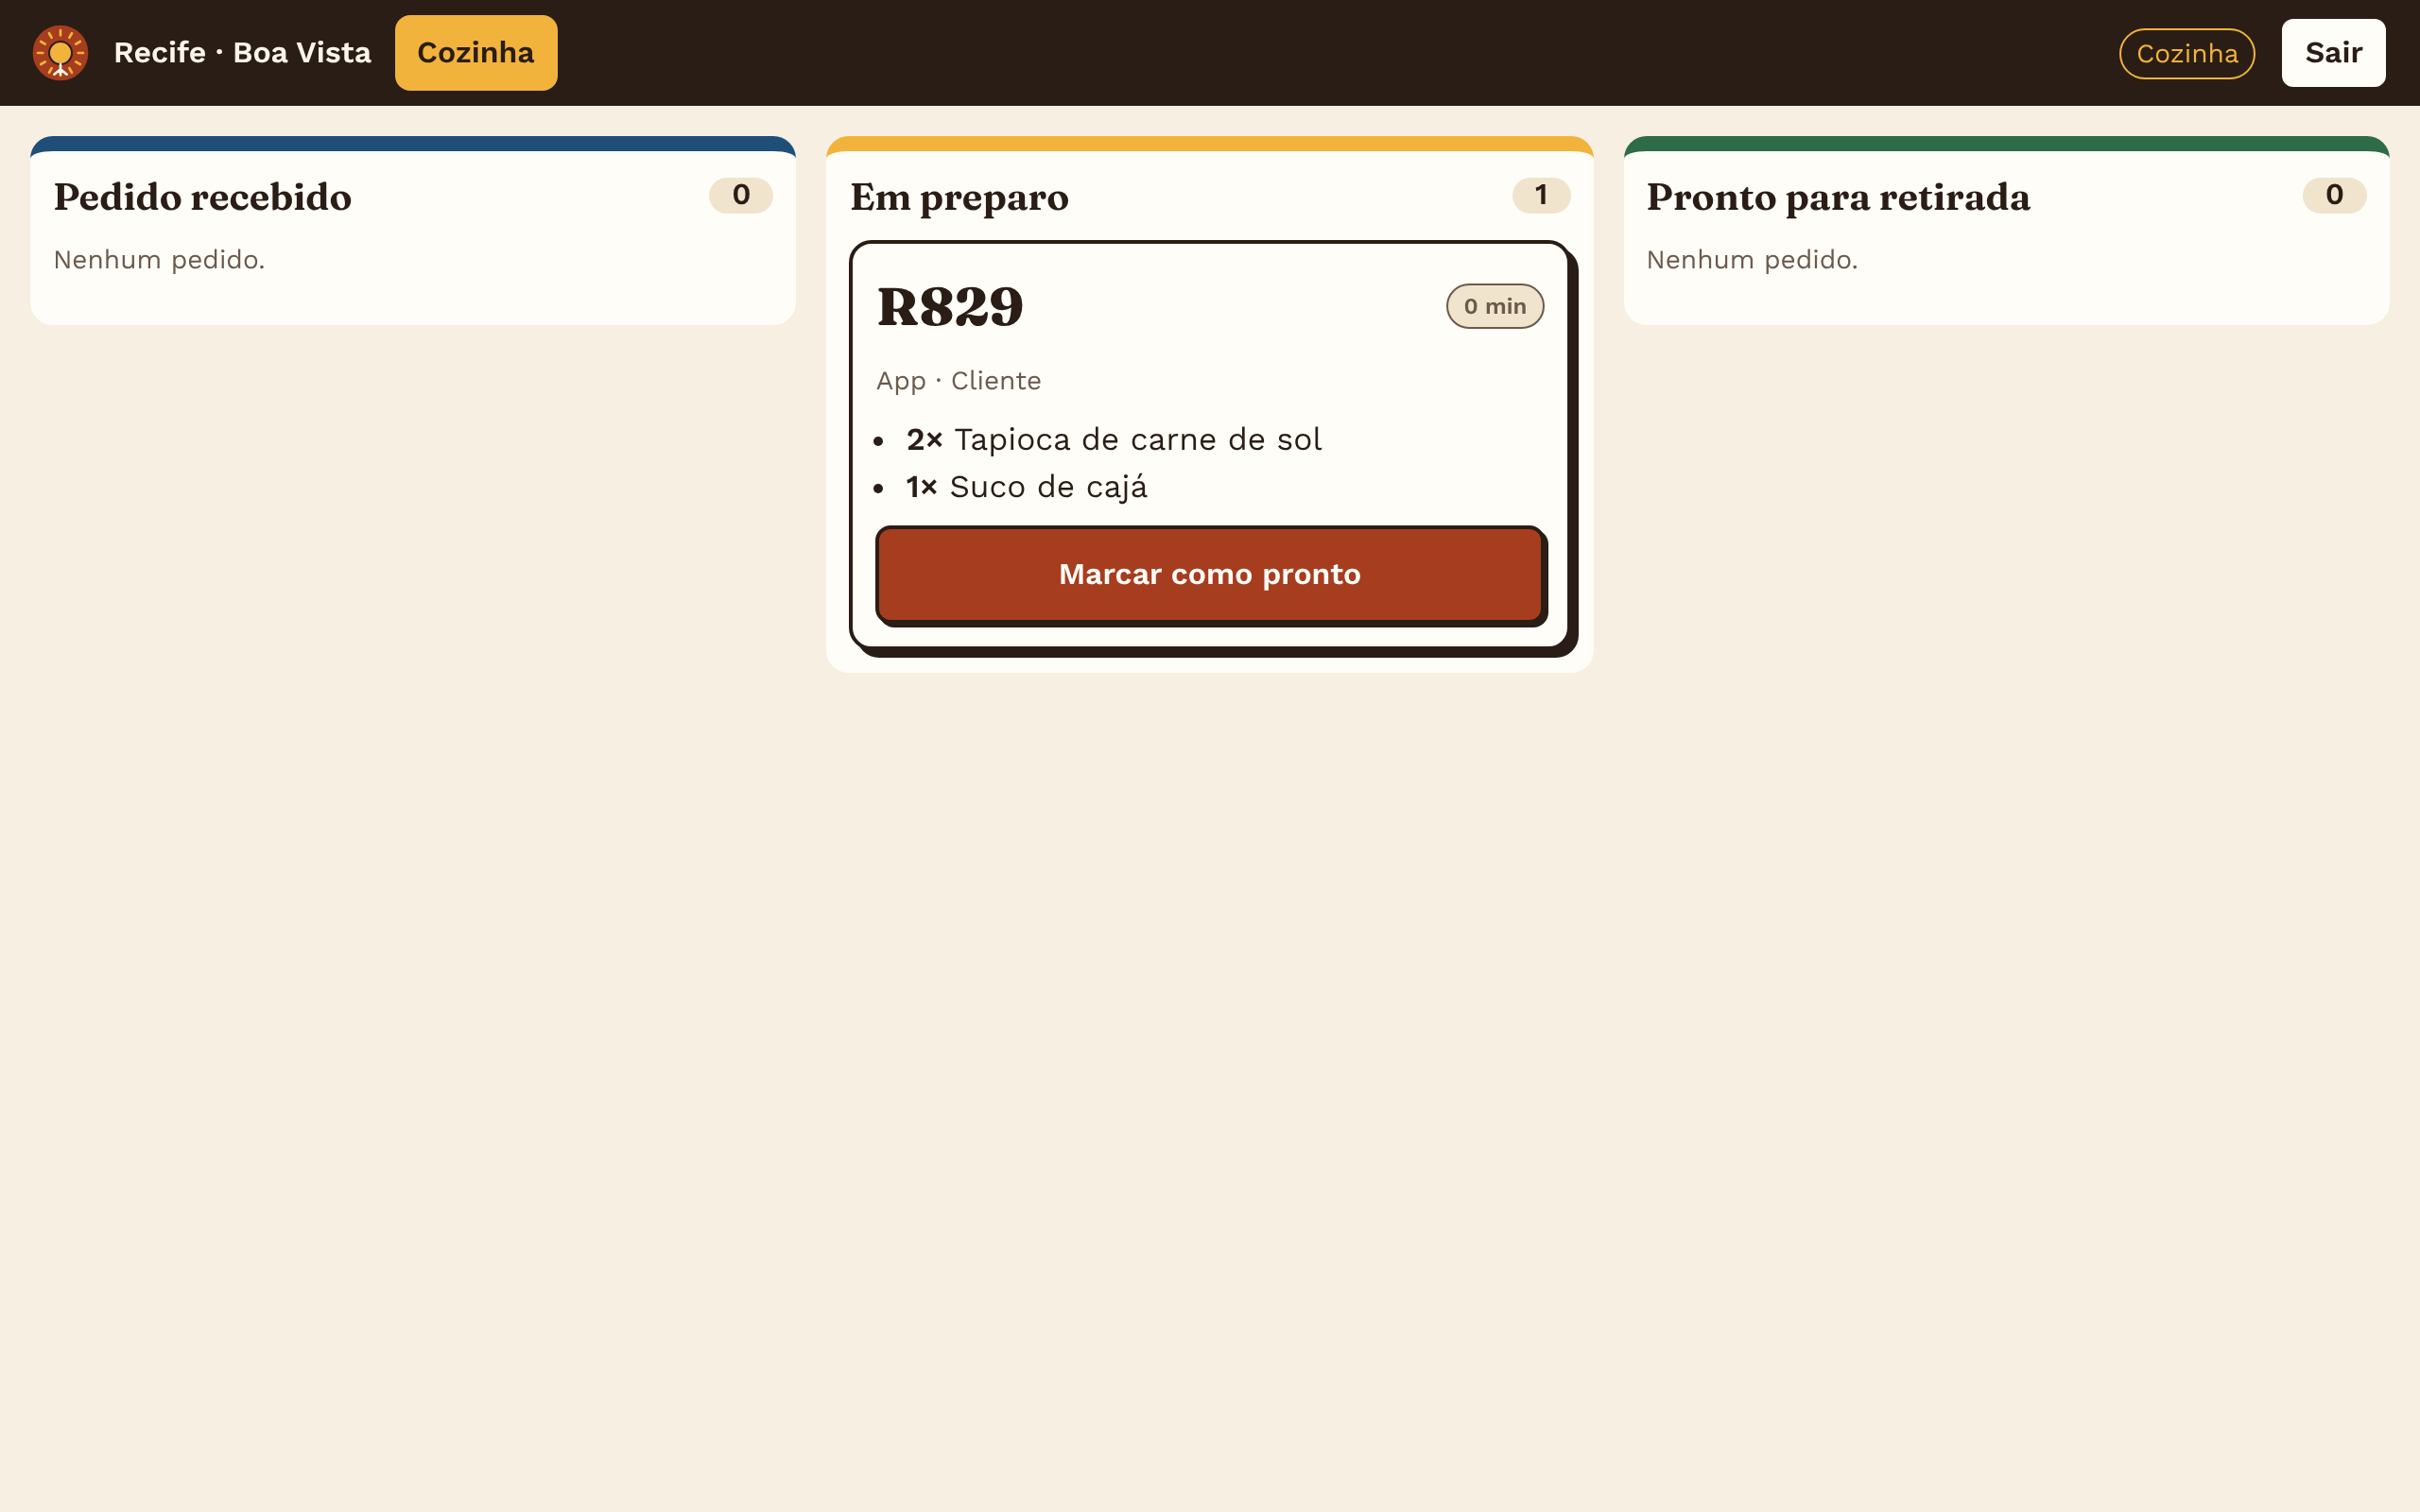 Recife · Boa Vista
Cozinha
Cozinha
Sair
Pedido recebido
0
Nenhum pedido.
Em preparo
1
R829
0 min
App · Cliente
• 2× Tapioca de carne de sol
• 1× Suco de cajá
Marcar como pronto
Pronto para retirada
0
Nenhum pedido.